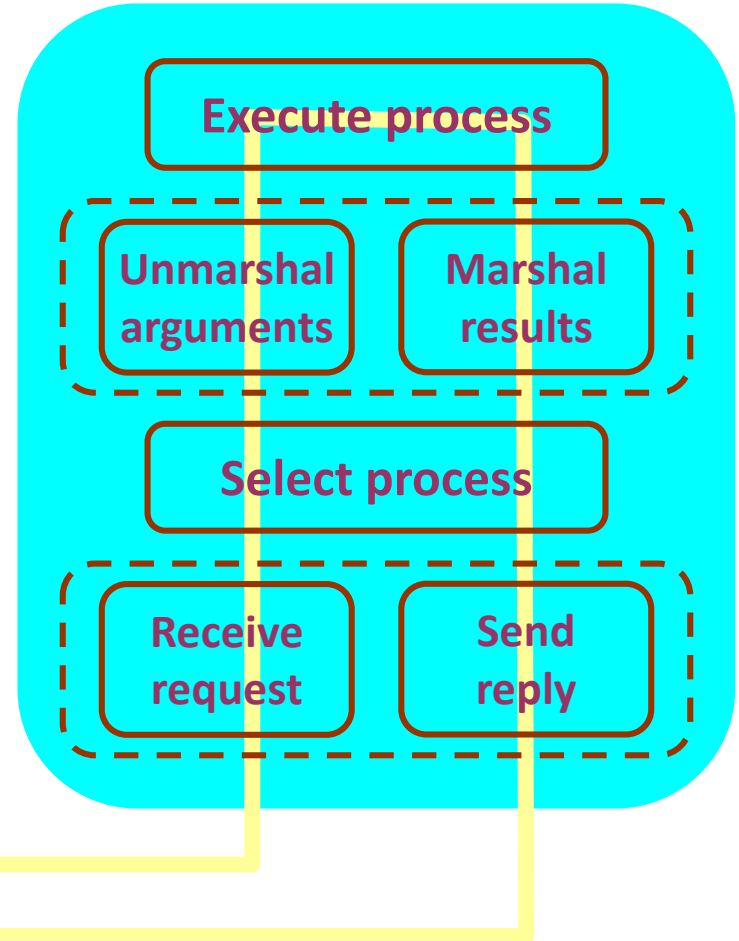 Execute process
Unmarshal
arguments
Marshal
results
Select process
Receive
request
Send
reply